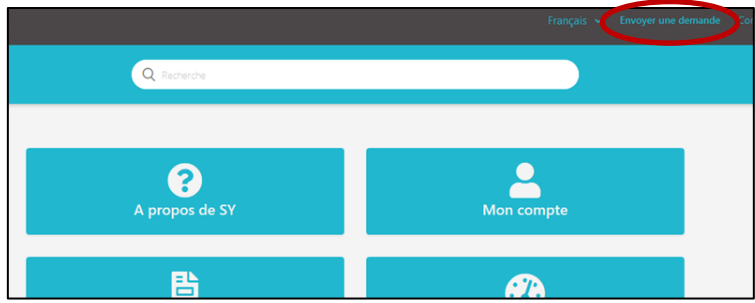 Français Envoyer une demande
Recherche
A propos de SY
Mon compte